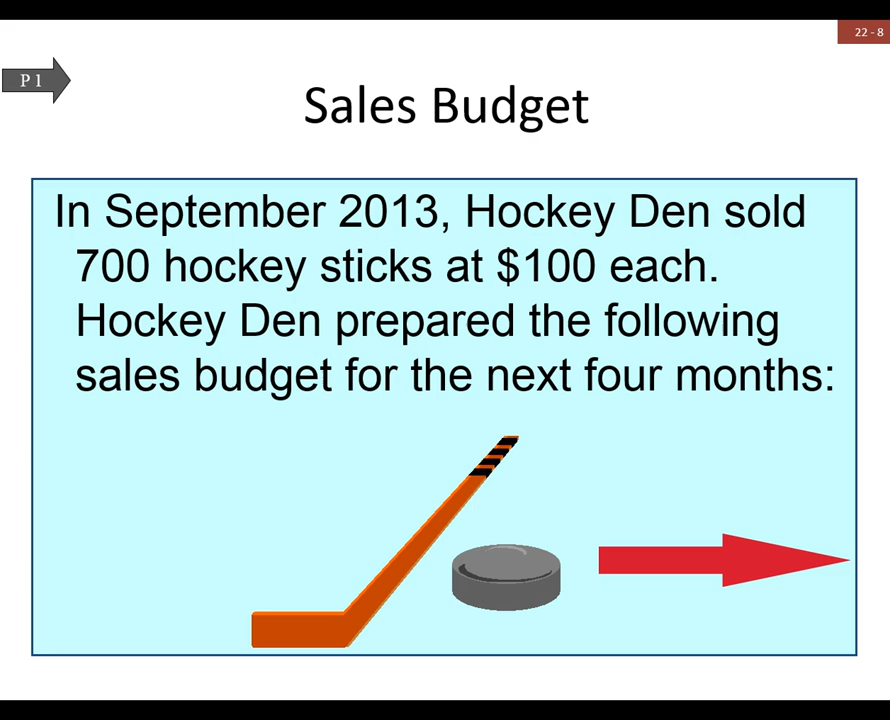 22 - 8
P 1
Sales Budget
In September 2013, Hockey Den sold
700 hockey sticks at $100 each.
Hockey Den prepared the following
sales budget for the next four months: